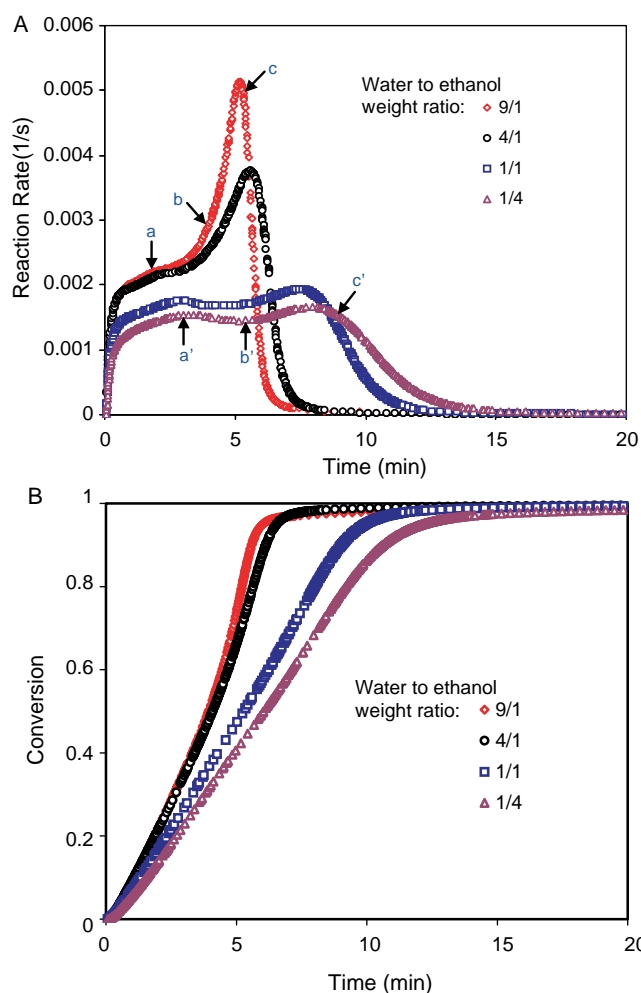 A
0.006
0.005
0.004
0.003
0.002
0.001
0
Reaction Rate(1/s)
a
b
c
a'
b'
c'
Water to ethanol
weight ratio:
9/1
4/1
1/1
1/4
0
5
10
15
20
Time (min)
B
1
0.8
0.6
0.4
0.2
0
Conversion
Water to ethanol
weight ratio:
9/1
4/1
1/1
1/4
0
5
10
15
20
Time (min)